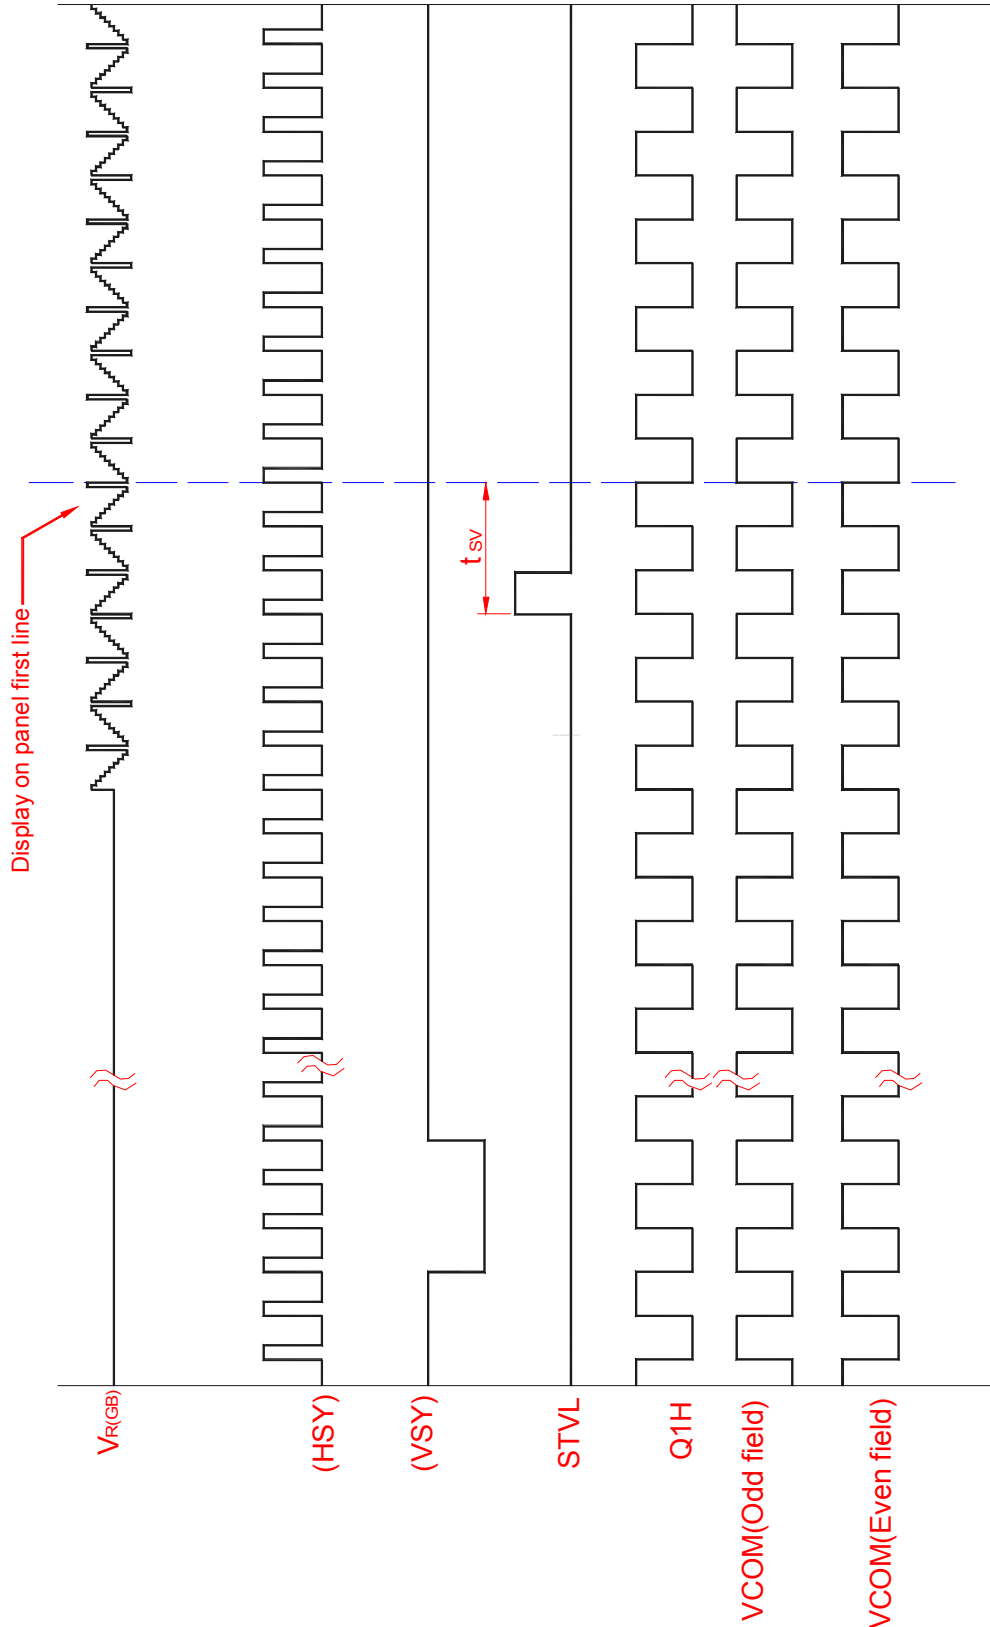 Display on panel first line
VR(GB)
(HSY)
(VSY)
tSV
STVL
Q1H
VCOM(Odd field)
VCOM(Even field)